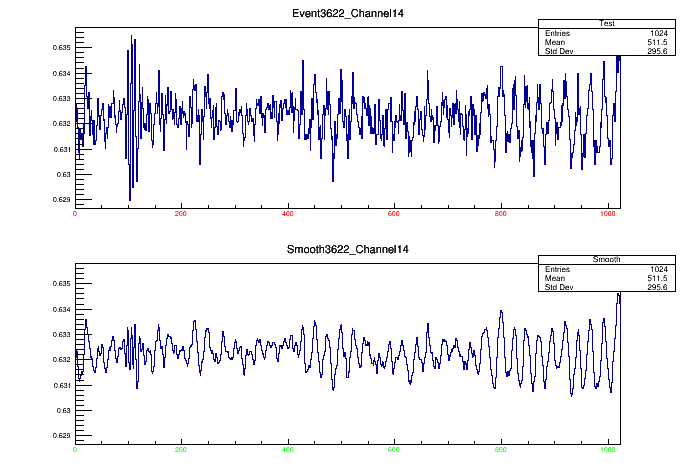 Event3622_Channel14
Test
Entries 1024
Mean 511.5
Std Dev 295.6
0.635
0.634
0.633
0.632
0.631
0.63
0.629
0 200 400 600 800 1000
Smooth3622_Channel14
Smooth
Entries 1024
Mean 511.5
Std Dev 295.6
0.635
0.634
0.633
0.632
0.631
0.63
0.629
0 200 400 600 800 1000